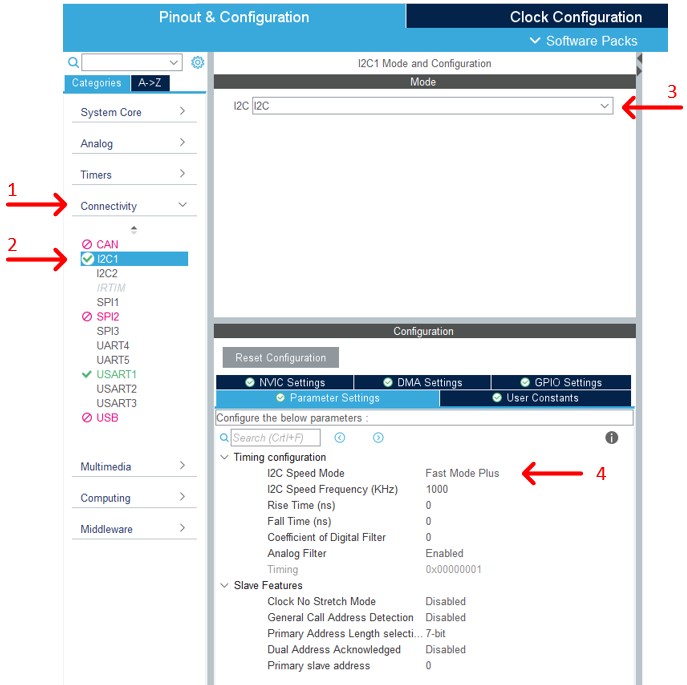 Pinout & Configuration
Clock Configuration
Software Packs
Categories A->Z
System Core
Analog
Timers
1
Connectivity
2
CAN
I2C1
I2C2
IRTIM
SPI1
SPI2
SPI3
UART4
UART5
USART1
USART2
USART3
USB
Multimedia
Computing
Middleware
I2C1 Mode and Configuration
Mode
I2C I2C
3
Configuration
Reset Configuration
NVIC Settings DMA Settings GPIO Settings
Parameter Settings User Constants
Configure the below parameters :
Search (Crtl+F)
Timing configuration
I2C Speed Mode Fast Mode Plus
4
I2C Speed Frequency (KHz) 1000
Rise Time (ns) 0
Fall Time (ns) 0
Coefficient of Digital Filter 0
Analog Filter Enabled
Timing 0x00000001
Slave Features
Clock No Stretch Mode Disabled
General Call Address Detection Disabled
Primary Address Length selecti... 7-bit
Dual Address Acknowledged Disabled
Primary slave address 0